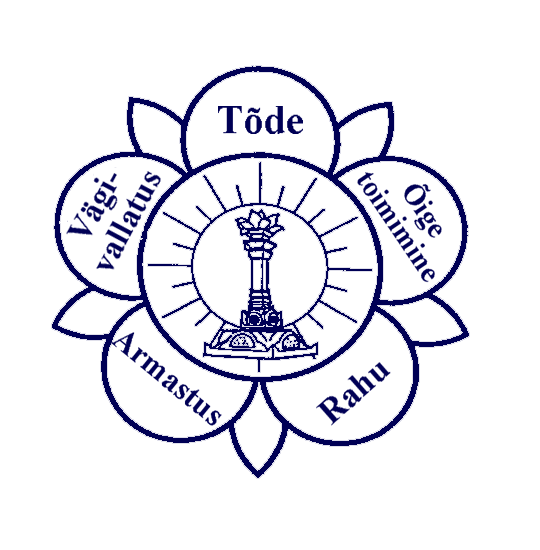 Tõde
Õige
toimimine
Rahu
Armastus
Vägi-
vallatus